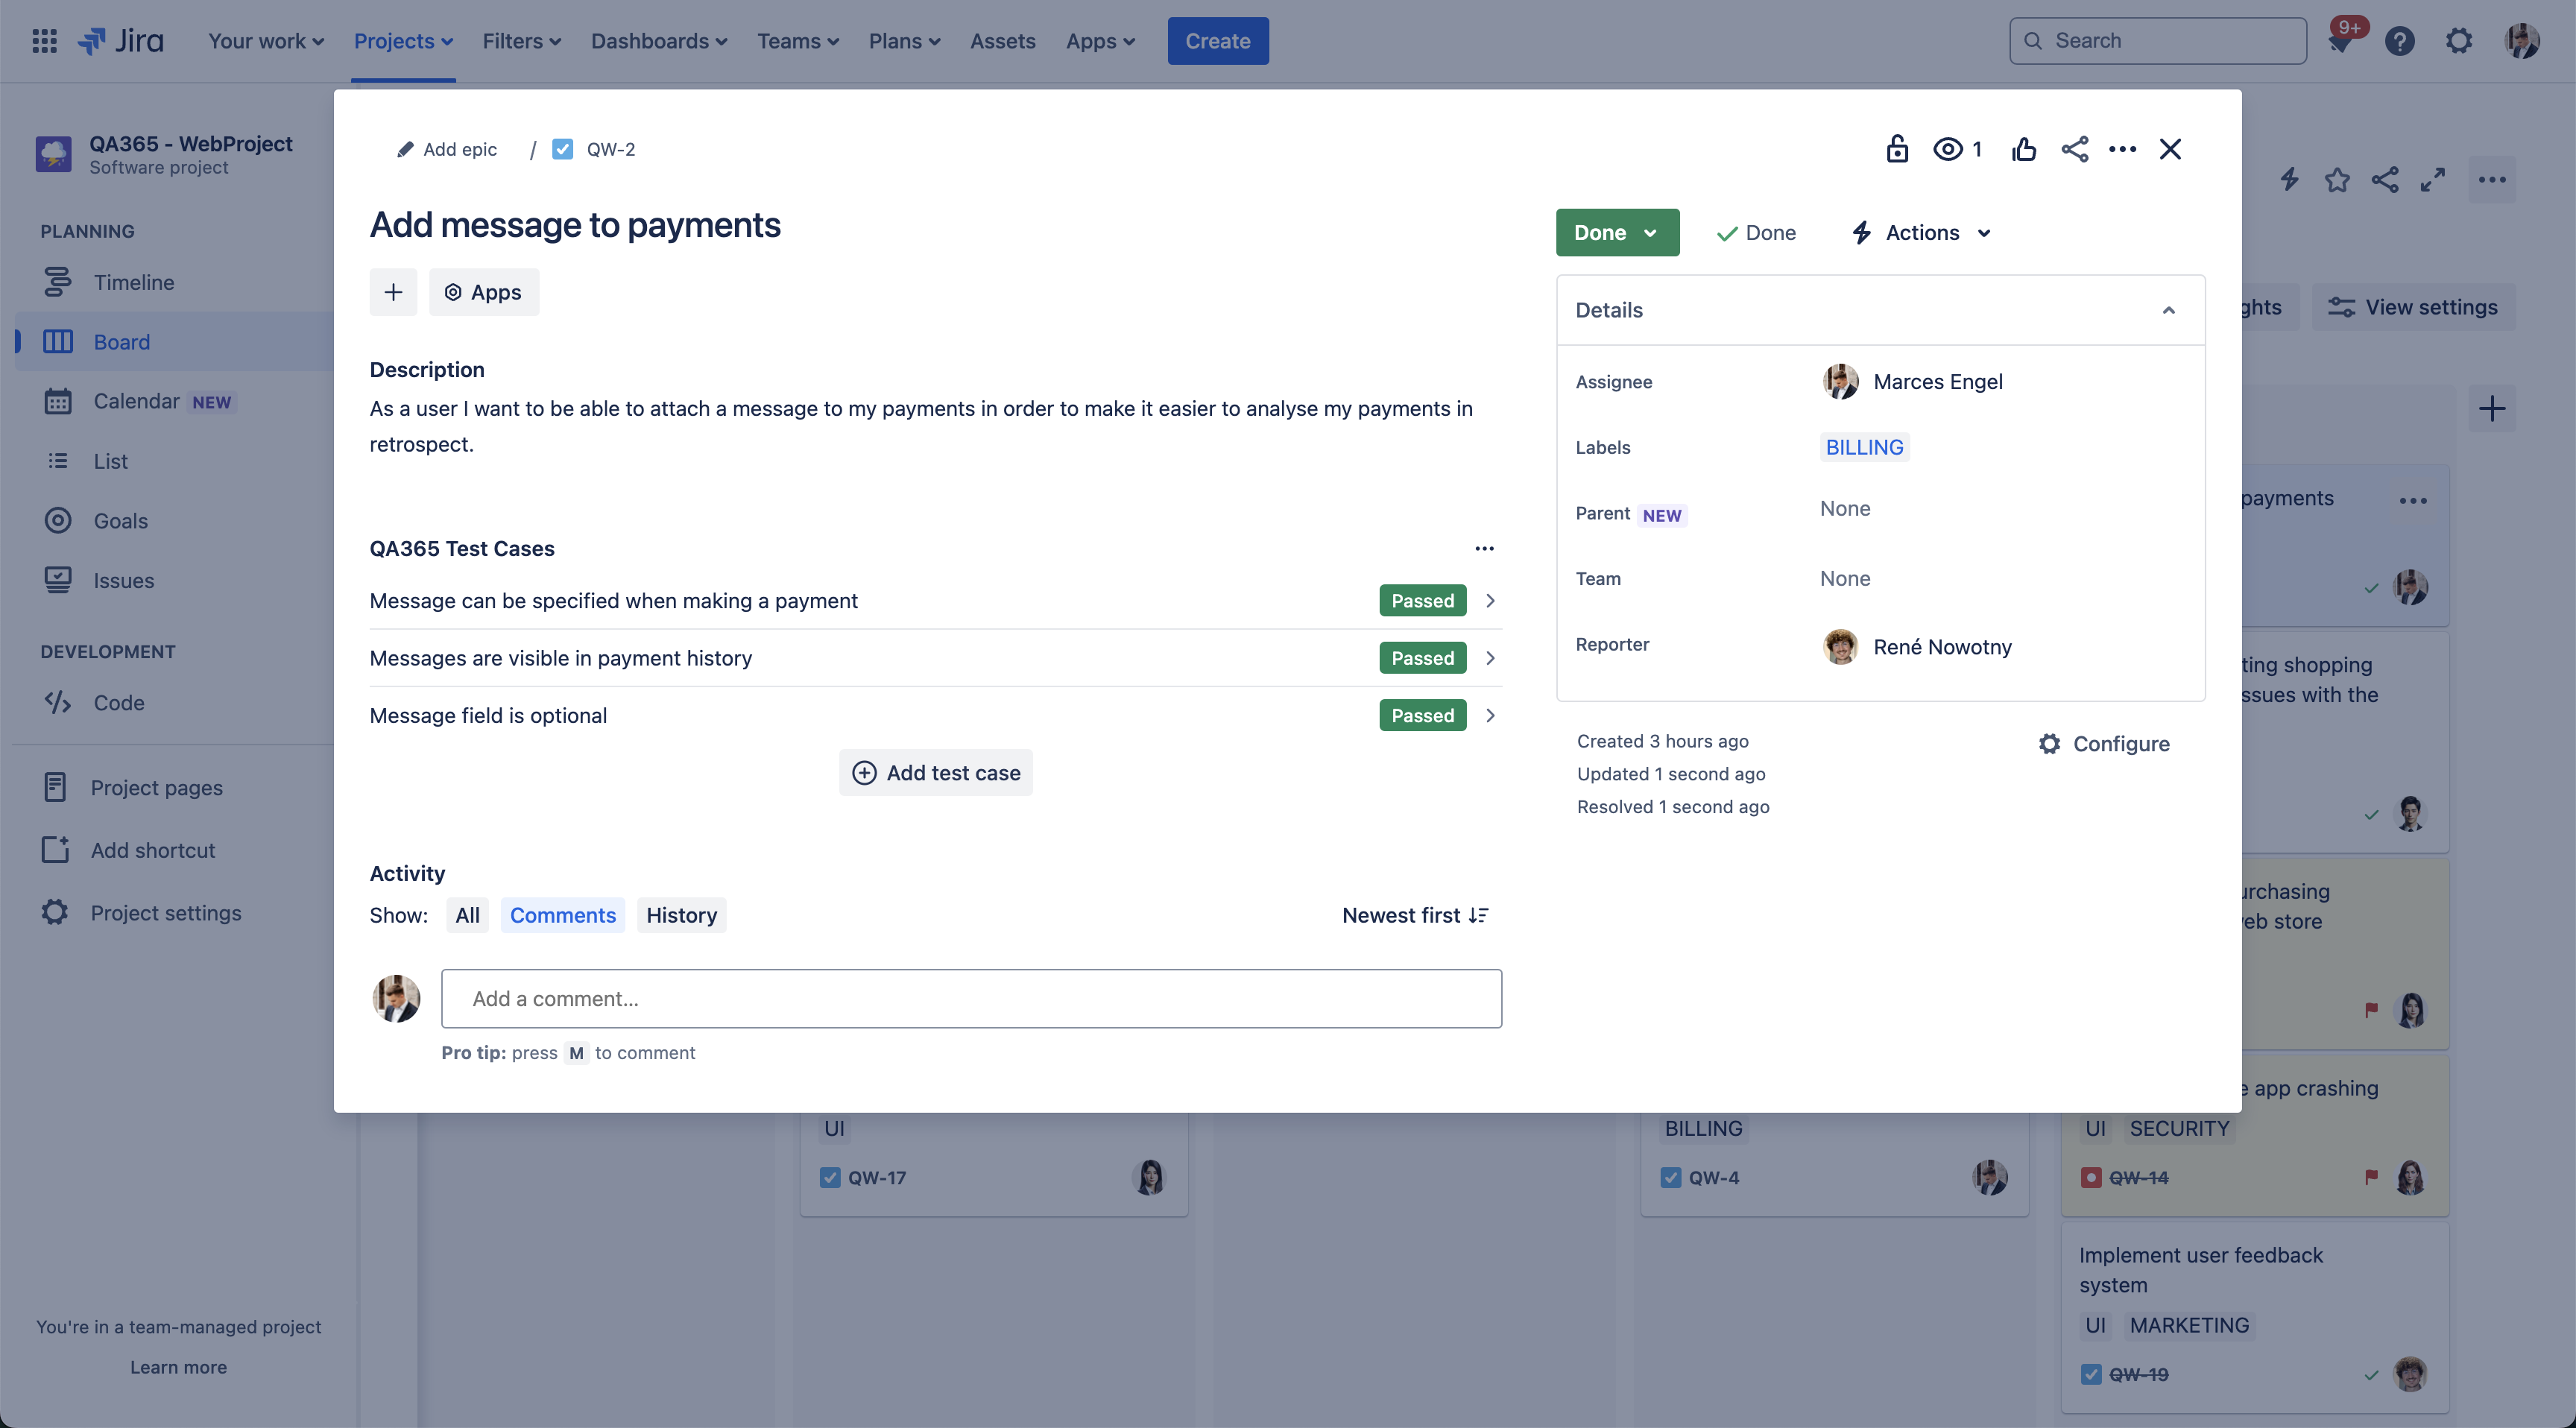 Jira
Your work
Projects
Filters
Dashboards
Teams
Plans
Assets
Apps
Create
Search
9+
QA365 - WebProject
Software project
PLANNING
Timeline
Board
Calendar NEW
List
Goals
Issues
DEVELOPMENT
Code
Project pages
Add shortcut
Project settings
You're in a team-managed project
Learn more
Add epic / QW-2
1
Add message to payments
Apps
Description
As a user I want to be able to attach a message to my payments in order to make it easier to analyse my payments in
retrospect.
QA365 Test Cases
Message can be specified when making a payment Passed
Messages are visible in payment history Passed
Message field is optional Passed
Add test case
Activity
Show: All Comments History
Newest first
Add a comment...
Pro tip: press M to comment
Done
Done
Actions
Details
Assignee Marces Engel
Labels BILLING
Parent NEW None
Team None
Reporter René Nowotny
Created 3 hours ago
Updated 1 second ago
Resolved 1 second ago
Configure
View settings
payments
shopping
with the
store
app crashing
UI
QW-17
BILLING
QW-4
UI SECURITY
QW-14
Implement user feedback
system
UI MARKETING
QW-19